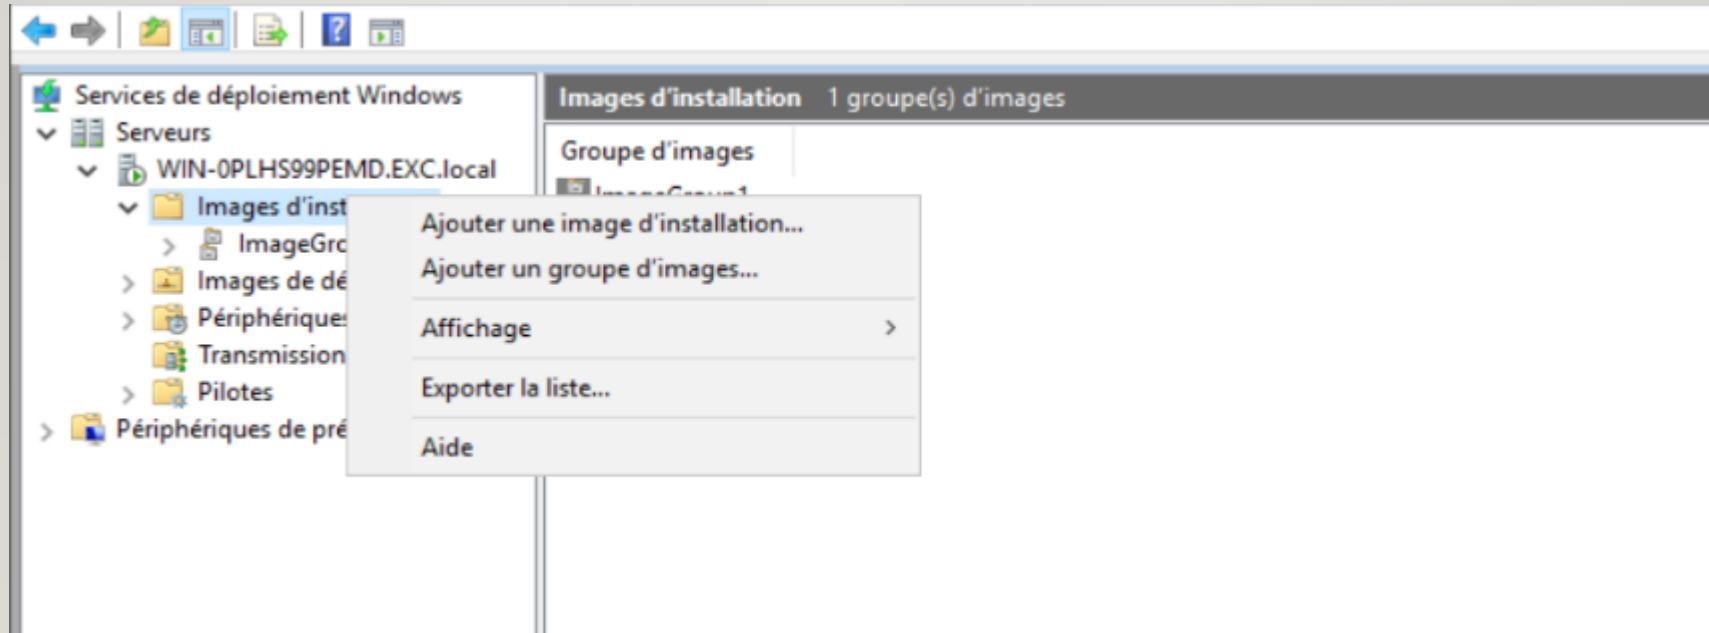 Services de déploiement Windows
Serveurs
WIN-0PLHS99PEMD.EXC.local
Images d'inst
ImageGro
Images de dé
Périphérique
Transmission
Pilotes
Périphériques de pré
Images d'installation 1 groupe(s) d'images
Groupe d'images
ImageGroup1
Ajouter une image d'installation...
Ajouter un groupe d'images...
Affichage
Exporter la liste...
Aide